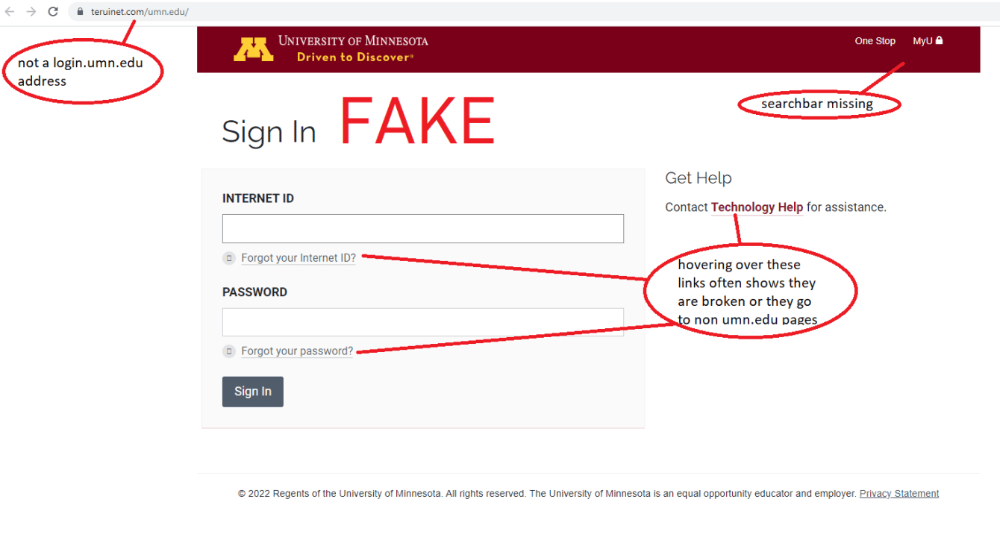 teruinet.com/umn.edu/
not a login.umn.edu
address
UNIVERSITY OF MINNESOTA
Driven to Discover®
One Stop MyU
searchbar missing
Sign In FAKE
INTERNET ID
Forgot your Internet ID?
PASSWORD
Forgot your password?
Sign In
Get Help
Contact Technology Help for assistance.
hovering over these
links often shows they
are broken or they go
to non umn.edu pages
© 2022 Regents of the University of Minnesota. All rights reserved. The University of Minnesota is an equal opportunity educator and employer. Privacy Statement